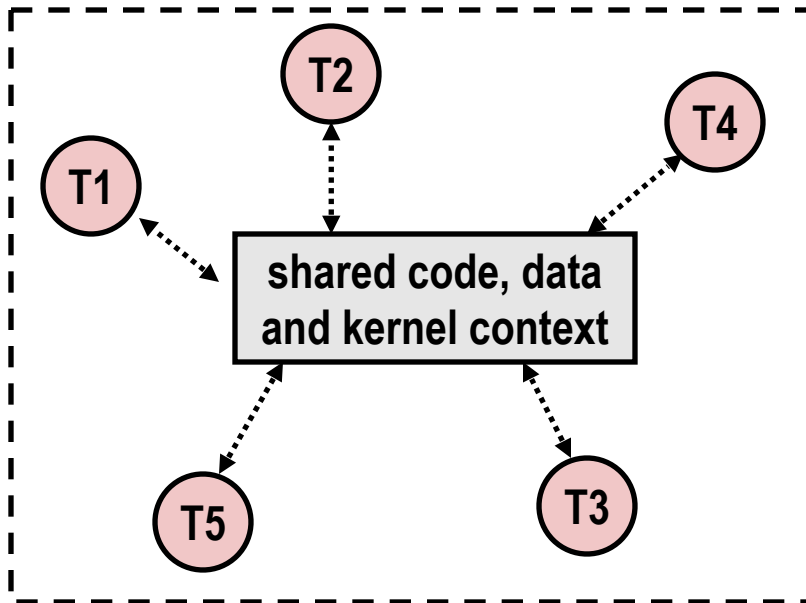 T2
T4
T1
shared code, data
and kernel context
T5
T3